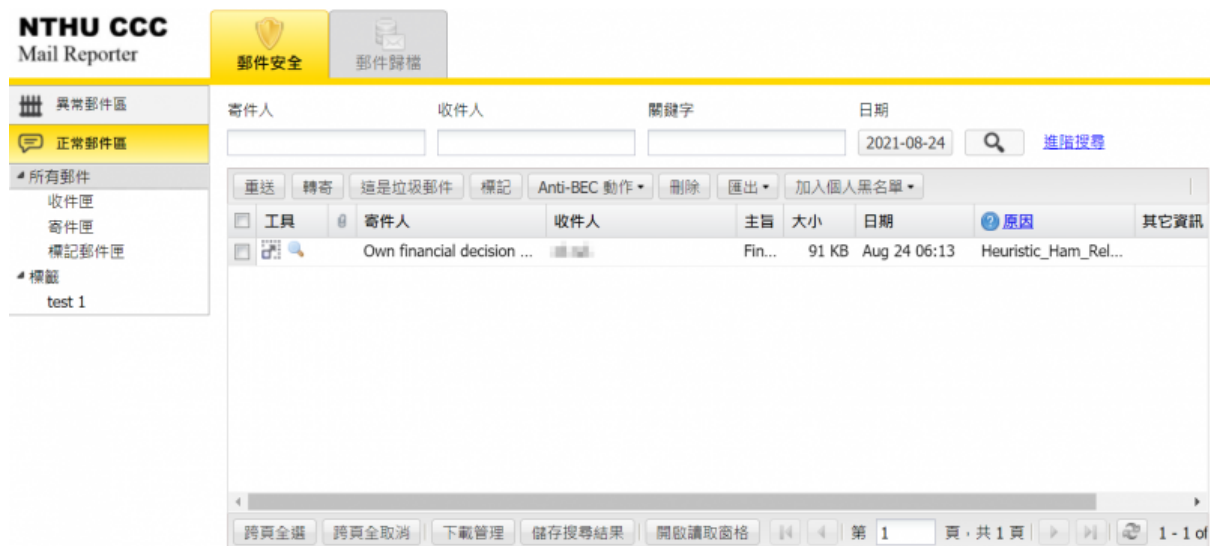 NTHU CCC
Mail Reporter
郵件安全
郵件歸檔
異常郵件區
正常郵件區
所有郵件
收件匣
寄件匣
標記郵件匣
標籤
test 1
寄件人 收件人 關鍵字 日期
2021-08-24 進階搜尋
重送 轉寄 這是垃圾郵件 標記 Anti-BEC 動作 刪除 匯出 加入個人黑名單
工具 寄件人 收件人 主旨 大小 日期 原因 其它資訊
Own financial decision ... Fin... 91 KB Aug 24 06:13 Heuristic_Ham_Rel...
跨頁全選 跨頁全取消 下載管理 儲存搜尋結果 開啟讀取窗格 第 1 頁，共 1 頁 1 - 1 of